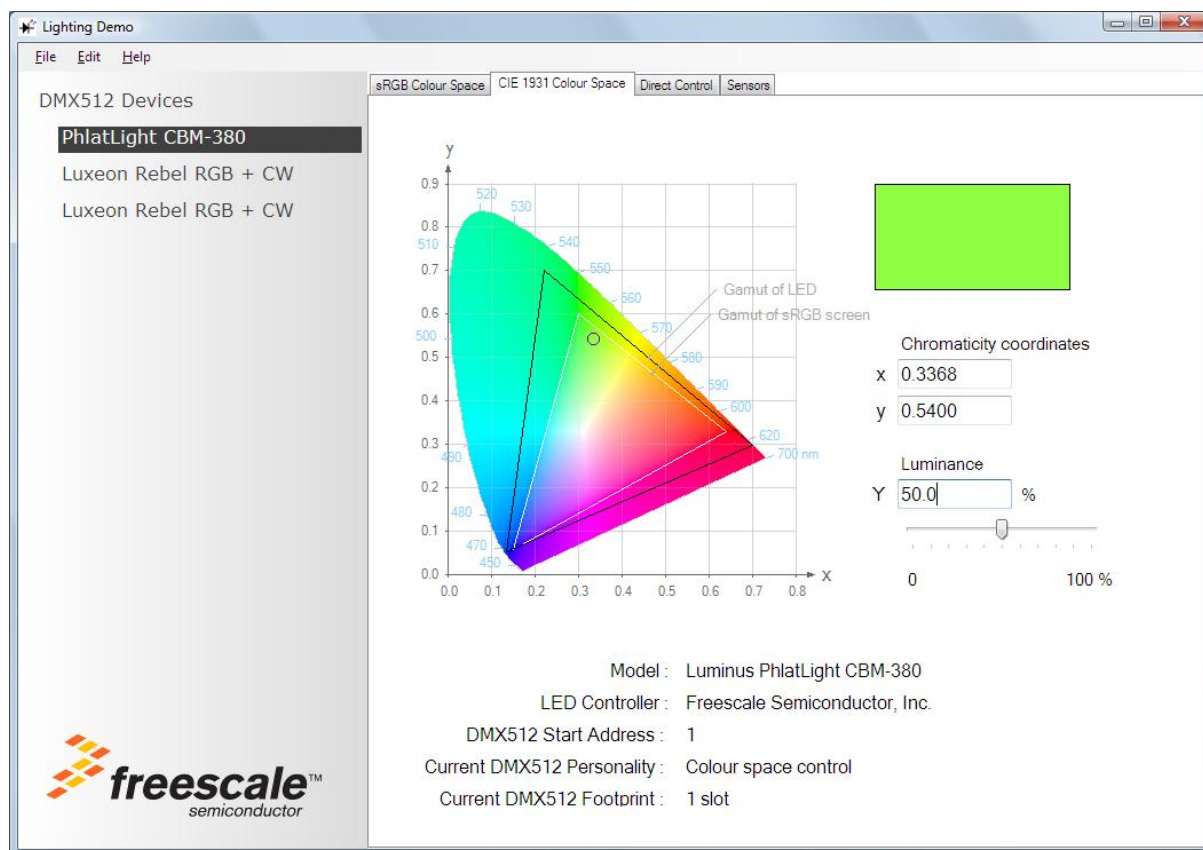 Lighting Demo
File Edit Help
DMX512 Devices
PhlatLight CBM-380
Luxeon Rebel RGB + CW
Luxeon Rebel RGB + CW
freescale™
semiconductor
sRGB Colour Space CIE 1931 Colour Space Direct Control Sensors
y
0.9
0.8
0.7
0.6
0.5
0.4
0.3
0.2
0.1
0.0
0.0 0.1 0.2 0.3 0.4 0.5 0.6 0.7 0.8
x
520
530
510
540
550
560
570
500
580
590
600
620
490
700 nm
480
470
450
Gamut of LED
Gamut of sRGB screen
Chromaticity coordinates
x 0.3368
y 0.5400
Luminance
Y 50.0 %
0 100 %
Model : Luminus PhlatLight CBM-380
LED Controller : Freescale Semiconductor, Inc.
DMX512 Start Address : 1
Current DMX512 Personality : Colour space control
Current DMX512 Footprint : 1 slot